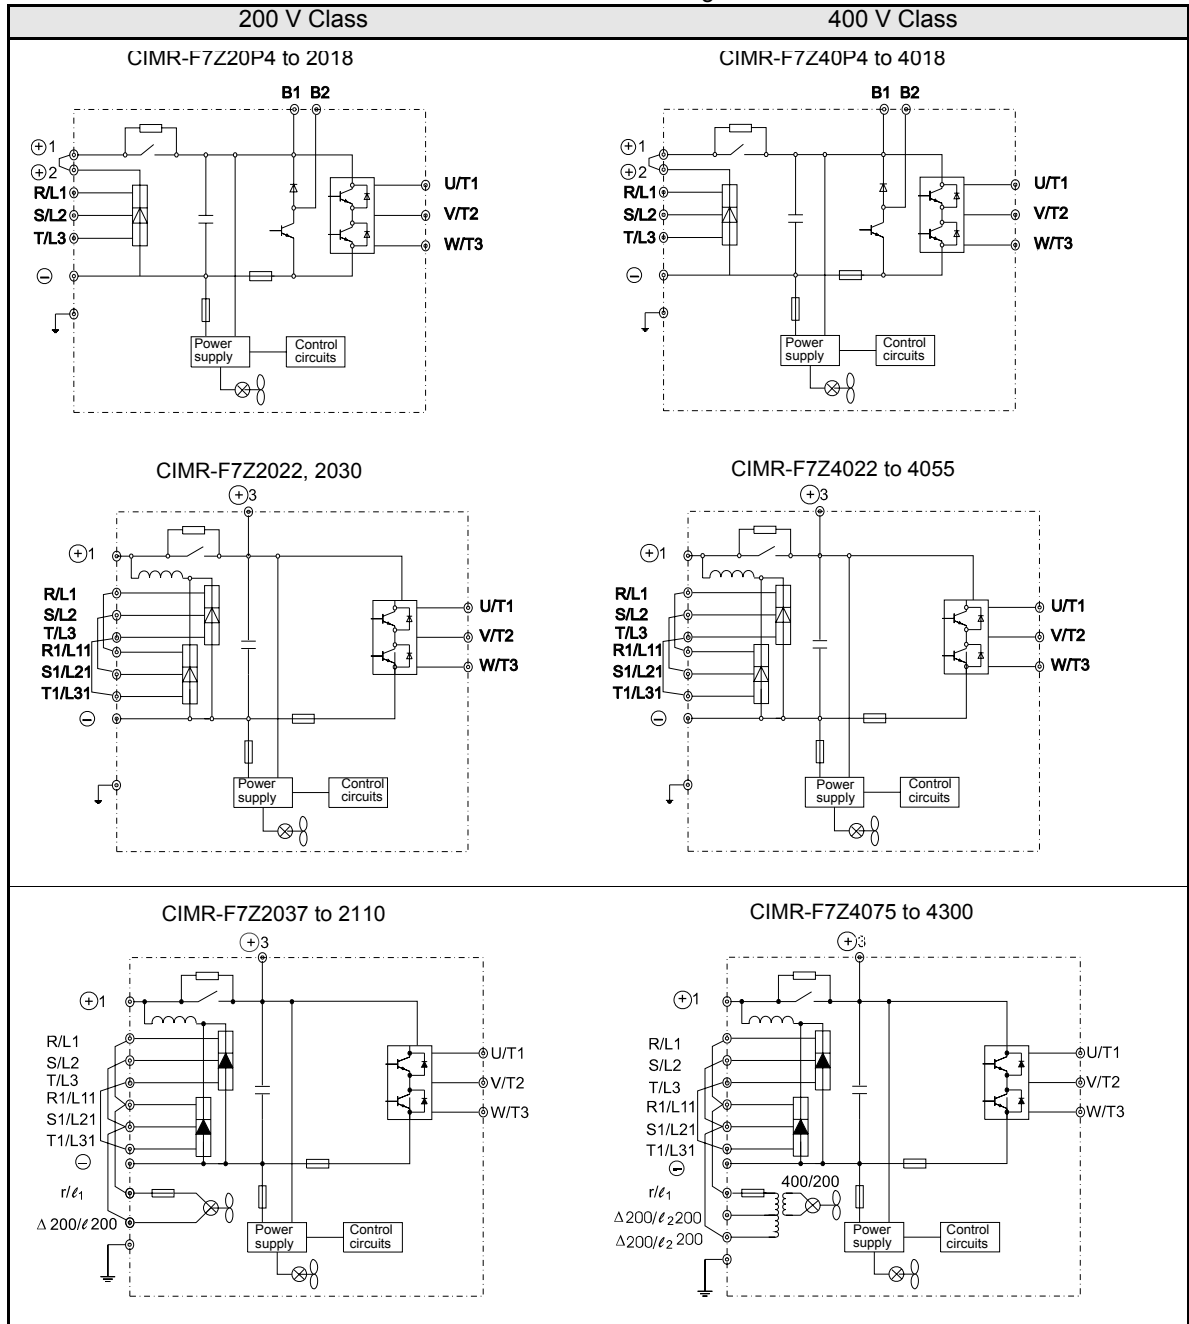 200 V Class
400 V Class
CIMR-F7Z20P4 to 2018
B1 B2
⊕1
⊕2
R/L1
S/L2
T/L3
⊖
U/T1
V/T2
W/T3
Power
supply
Control
circuits
CIMR-F7Z40P4 to 4018
B1 B2
⊕1
⊕2
R/L1
S/L2
T/L3
⊖
U/T1
V/T2
W/T3
Power
supply
Control
circuits
CIMR-F7Z2022, 2030
⊕3
⊕1
R/L1
S/L2
T/L3
R1/L11
S1/L21
T1/L31
⊖
U/T1
V/T2
W/T3
Power
supply
Control
circuits
CIMR-F7Z4022 to 4055
⊕3
⊕1
R/L1
S/L2
T/L3
R1/L11
S1/L21
T1/L31
⊖
U/T1
V/T2
W/T3
Power
supply
Control
circuits
CIMR-F7Z2037 to 2110
⊕3
⊕1
R/L1
S/L2
T/L3
R1/L11
S1/L21
T1/L31
⊖
r/ℓ1
Δ200/ℓ200
U/T1
V/T2
W/T3
Power
supply
Control
circuits
CIMR-F7Z4075 to 4300
⊕3
⊕1
R/L1
S/L2
T/L3
R1/L11
S1/L21
T1/L31
⊖
r/ℓ1
Δ200/ℓ2200
Δ200/ℓ2 200
400/200
U/T1
V/T2
W/T3
Power
supply
Control
circuits